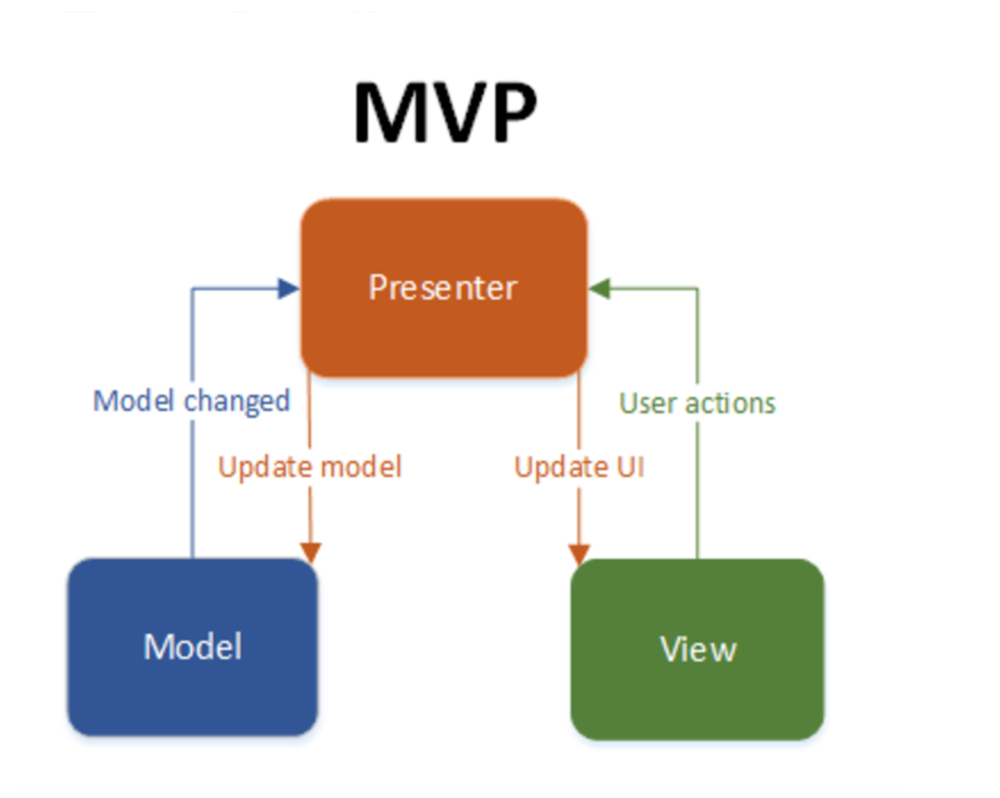 MVP
Presenter
Model changed
User actions
Update model
Update UI
Model
View